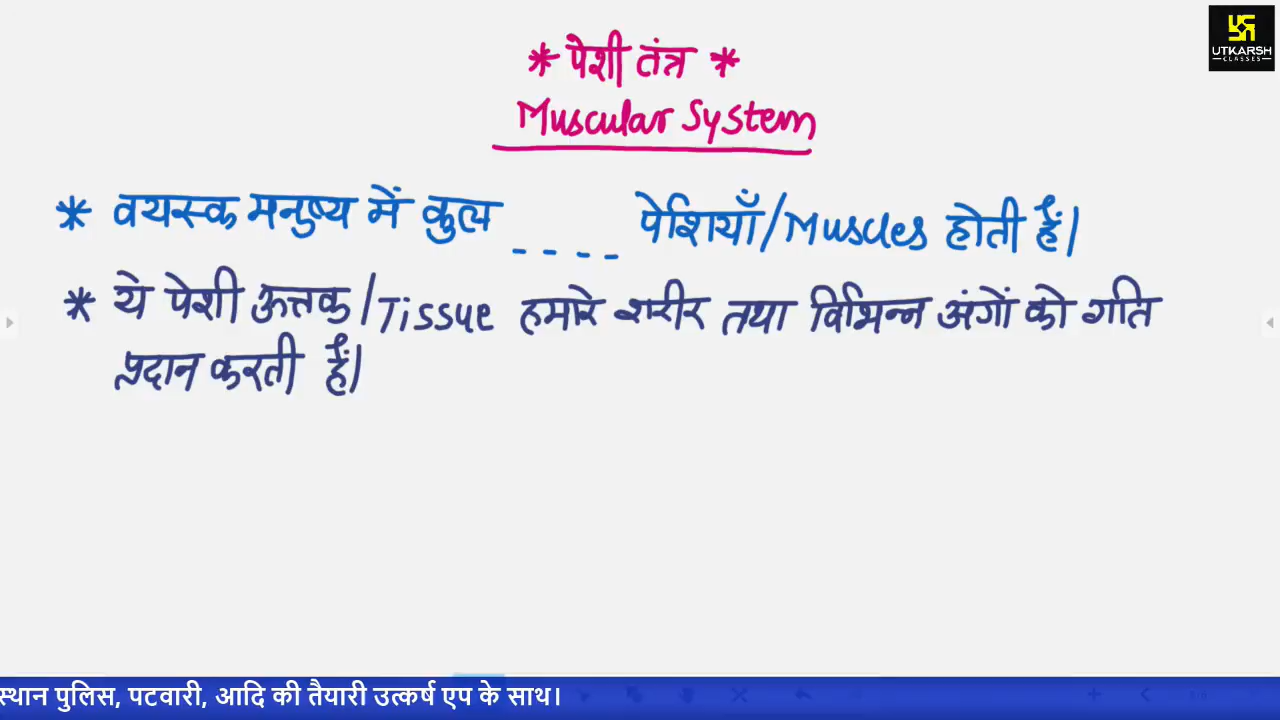 UTKARSH
CLASSES
* पेशी तंत्र *
Muscular System
* वयस्क मनुष्य में कुल _ _ _ _ पेशियाँ/Muscles होती हैं।
* ये पेशी ऊत्तक/Tissue हमारे शरीर तथा विभिन्न अंगों को गति
प्रदान करती हैं।
स्थान पुलिस, पटवारी, आदि की तैयारी उत्कर्ष एप के साथ।